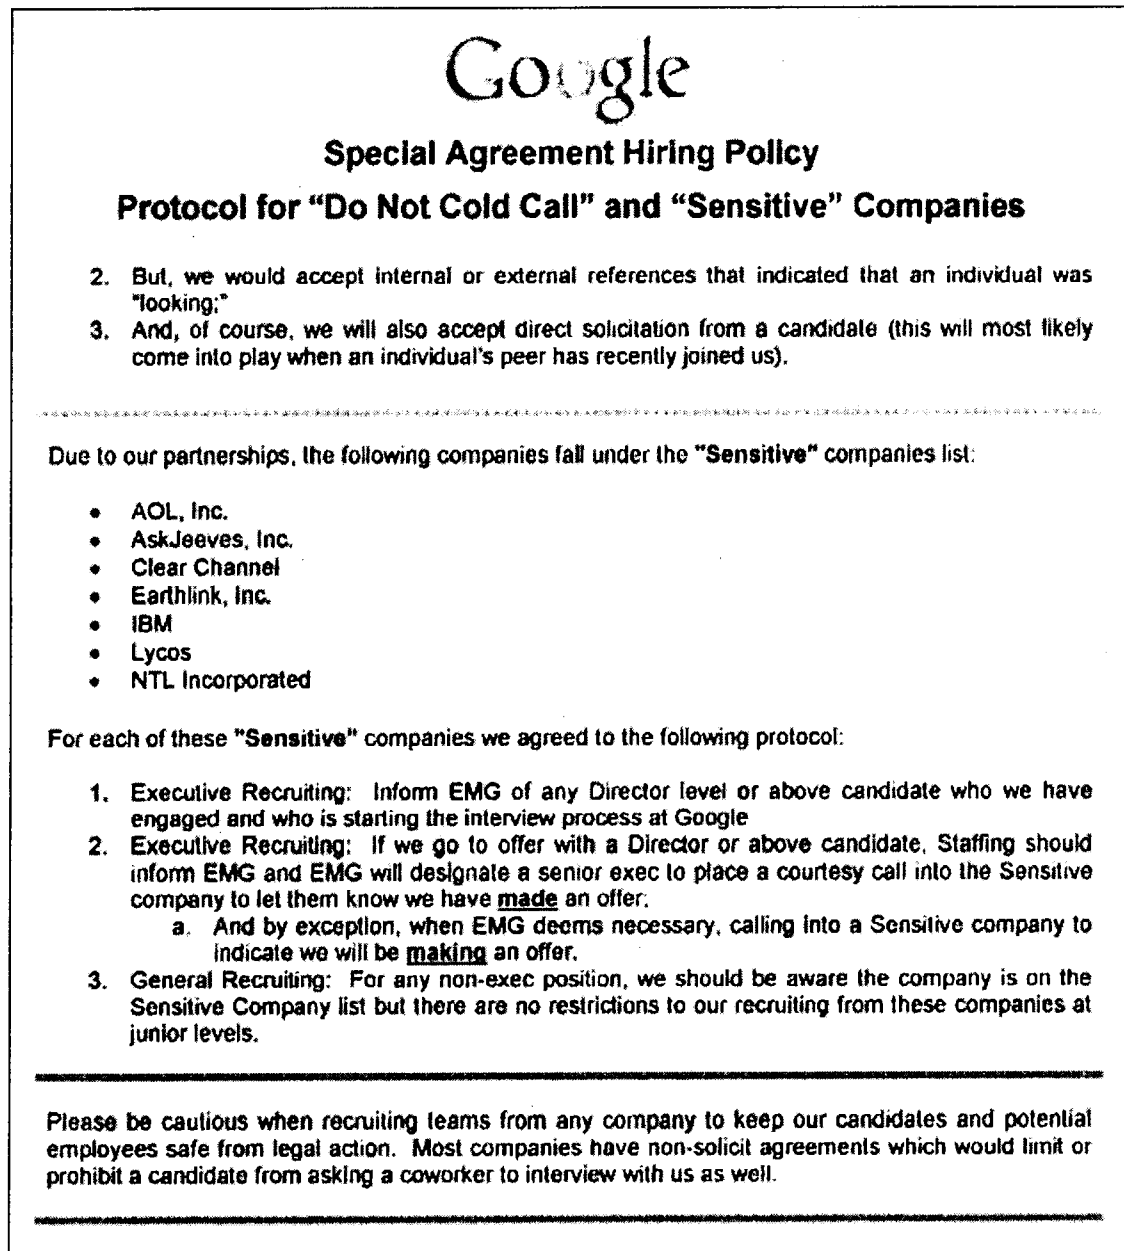 Google
Special Agreement Hiring Policy
Protocol for "Do Not Cold Call" and "Sensitive" Companies
2. But, we would accept internal or external references that indicated that an individual was
"looking;"
3. And, of course, we will also accept direct solicitation from a candidate (this will most likely
come into play when an individual's peer has recently joined us).
Due to our partnerships, the following companies fall under the "Sensitive" companies list:
• AOL, Inc.
• AskJeeves, Inc.
• Clear Channel
• Earthlink, Inc.
• IBM
• Lycos
• NTL Incorporated
For each of these "Sensitive" companies we agreed to the following protocol:
1. Executive Recruiting: Inform EMG of any Director level or above candidate who we have
engaged and who is starting the interview process at Google
2. Executive Recruiting: If we go to offer with a Director or above candidate, Staffing should
inform EMG and EMG will designate a senior exec to place a courtesy call into the Sensitive
company to let them know we have made an offer.
a. And by exception, when EMG deems necessary, calling into a Sensitive company to
indicate we will be making an offer.
3. General Recruiting: For any non-exec position, we should be aware the company is on the
Sensitive Company list but there are no restrictions to our recruiting from these companies at
junior levels.
Please be cautious when recruiting teams from any company to keep our candidates and potential
employees safe from legal action. Most companies have non-solicit agreements which would limit or
prohibit a candidate from asking a coworker to interview with us as well.